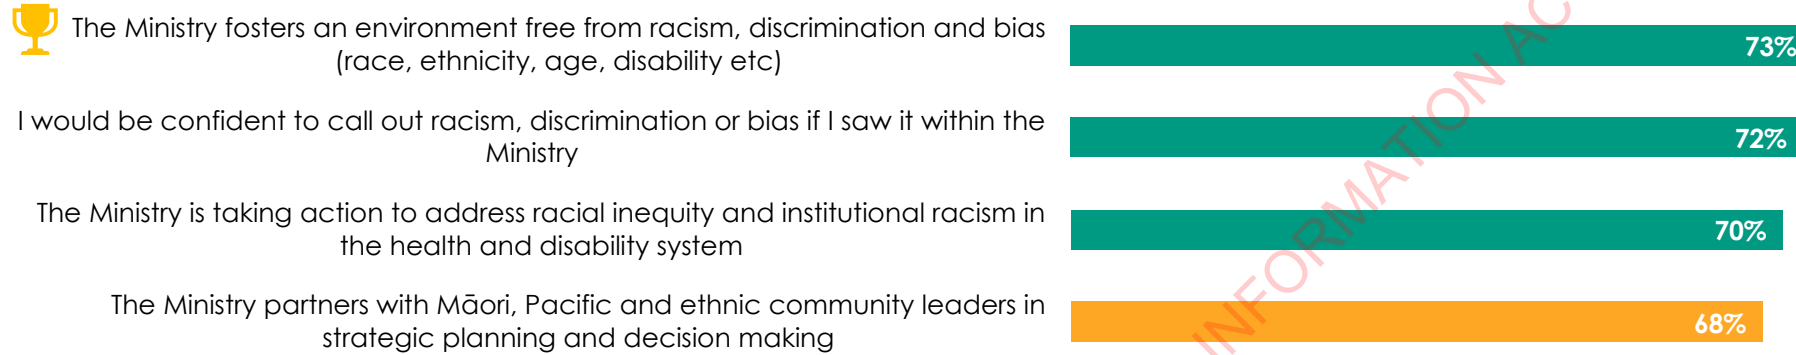 The Ministry fosters an environment free from racism, discrimination and bias
(race, ethnicity, age, disability etc)
73%
I would be confident to call out racism, discrimination or bias if I saw it within the
Ministry
72%
The Ministry is taking action to address racial inequity and institutional racism in
the health and disability system
70%
The Ministry partners with Māori, Pacific and ethnic community leaders in
strategic planning and decision making
68%
INFORMATION AC